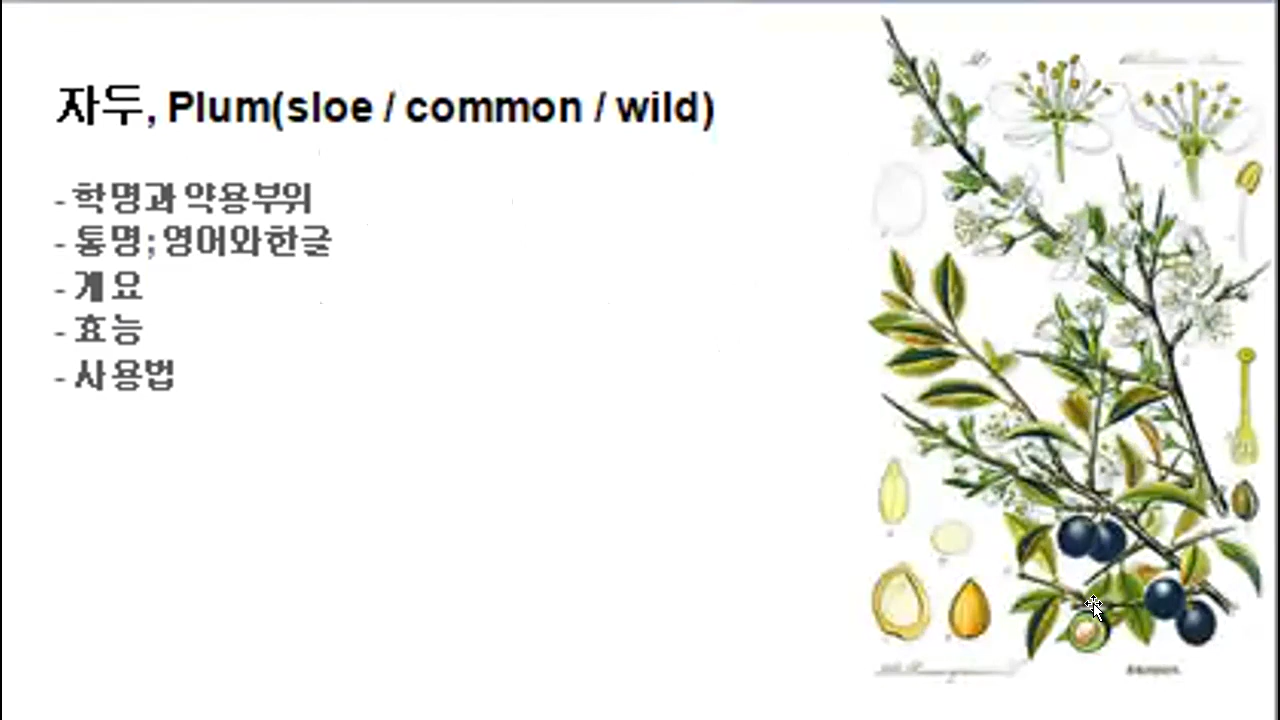 자두, Plum(sloe / common / wild)
- 학명과 약용부위
- 통명; 영어와한글
- 개요
- 효능
- 사용법